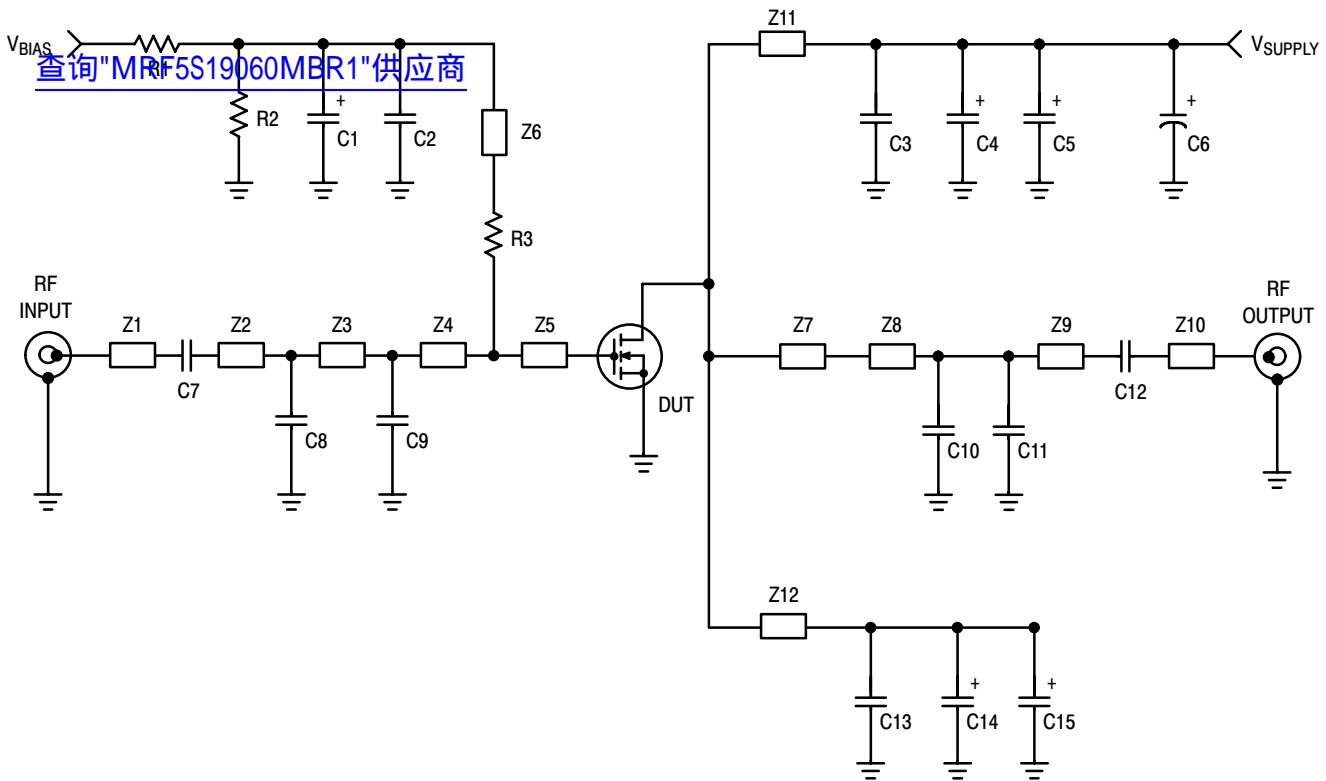 Z11
VBIAS
VSUPPLY
R1
查询"MRF5S19060MBR1"供应商
+
+
+
+
R2
C1
C2
Z6
C3
C4
C5
C6
R3
RF
INPUT
RF
OUTPUT
Z1
Z2
Z3
Z4
Z5
Z7
Z8
Z9
Z10
C7
C12
DUT
C8
C9
C10
C11
Z12
+
+
C13
C14
C15